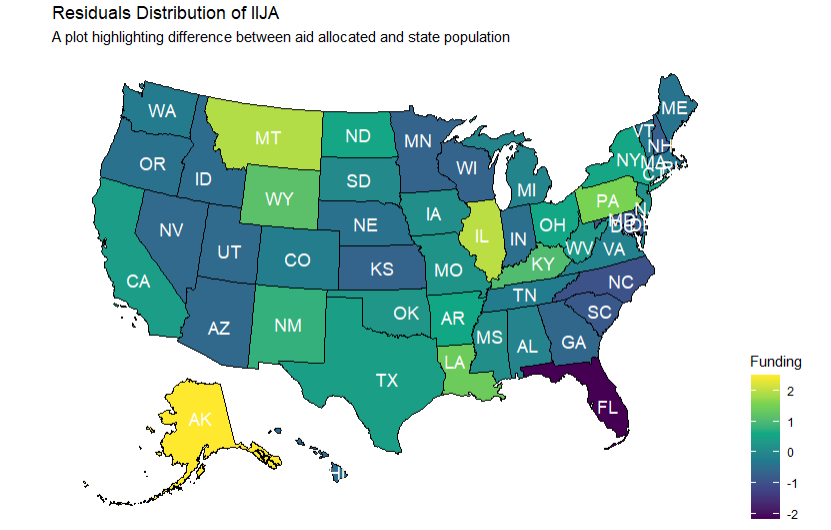 Residuals Distribution of IIJA
A plot highlighting difference between aid allocated and state population
WA
MT
ND
MN
ME
VT
NH
OR
ID
SD
WI
MI
NY
MA
WY
PA
NV
UT
CO
NE
IA
IL
IN
OH
WV
VA
CA
KS
MO
KY
NC
AZ
NM
OK
AR
TN
SC
MS
AL
GA
TX
LA
FL
AK
HI
Funding
2
1
0
-1
-2